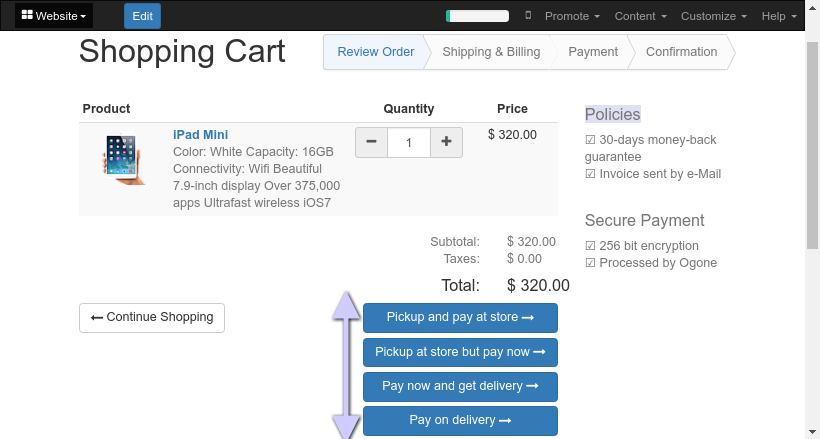 Website Edit Promote Content Customize Help
Shopping Cart
Review Order Shipping & Billing Payment Confirmation
Product Quantity Price
iPad Mini
Color: White Capacity: 16GB
Connectivity: Wifi Beautiful
7.9-inch display Over 375,000
apps Ultrafast wireless iOS7
1
$ 320.00
Subtotal: $ 320.00
Taxes: $ 0.00
Total: $ 320.00
Continue Shopping
Pickup and pay at store
Pickup at store but pay now
Pay now and get delivery
Pay on delivery
Policies
30-days money-back
guarantee
Invoice sent by e-Mail
Secure Payment
256 bit encryption
Processed by Ogone